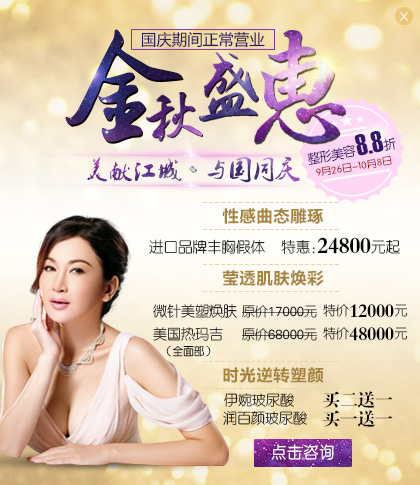 国庆期间正常营业
金秋盛惠
整形美容8.8折
9月26日-10月8日
美献江城·与国同庆
性感曲态雕琢
进口品牌丰胸假体 特惠:24800元起
莹透肌肤焕彩
微针美塑焕肤 原价17000元 特价12000元
美国热玛吉 原价68000元 特价48000元
(全面部)
时光逆转塑颜
伊婉玻尿酸 买二送一
润百颜玻尿酸 买一送一
点击咨询